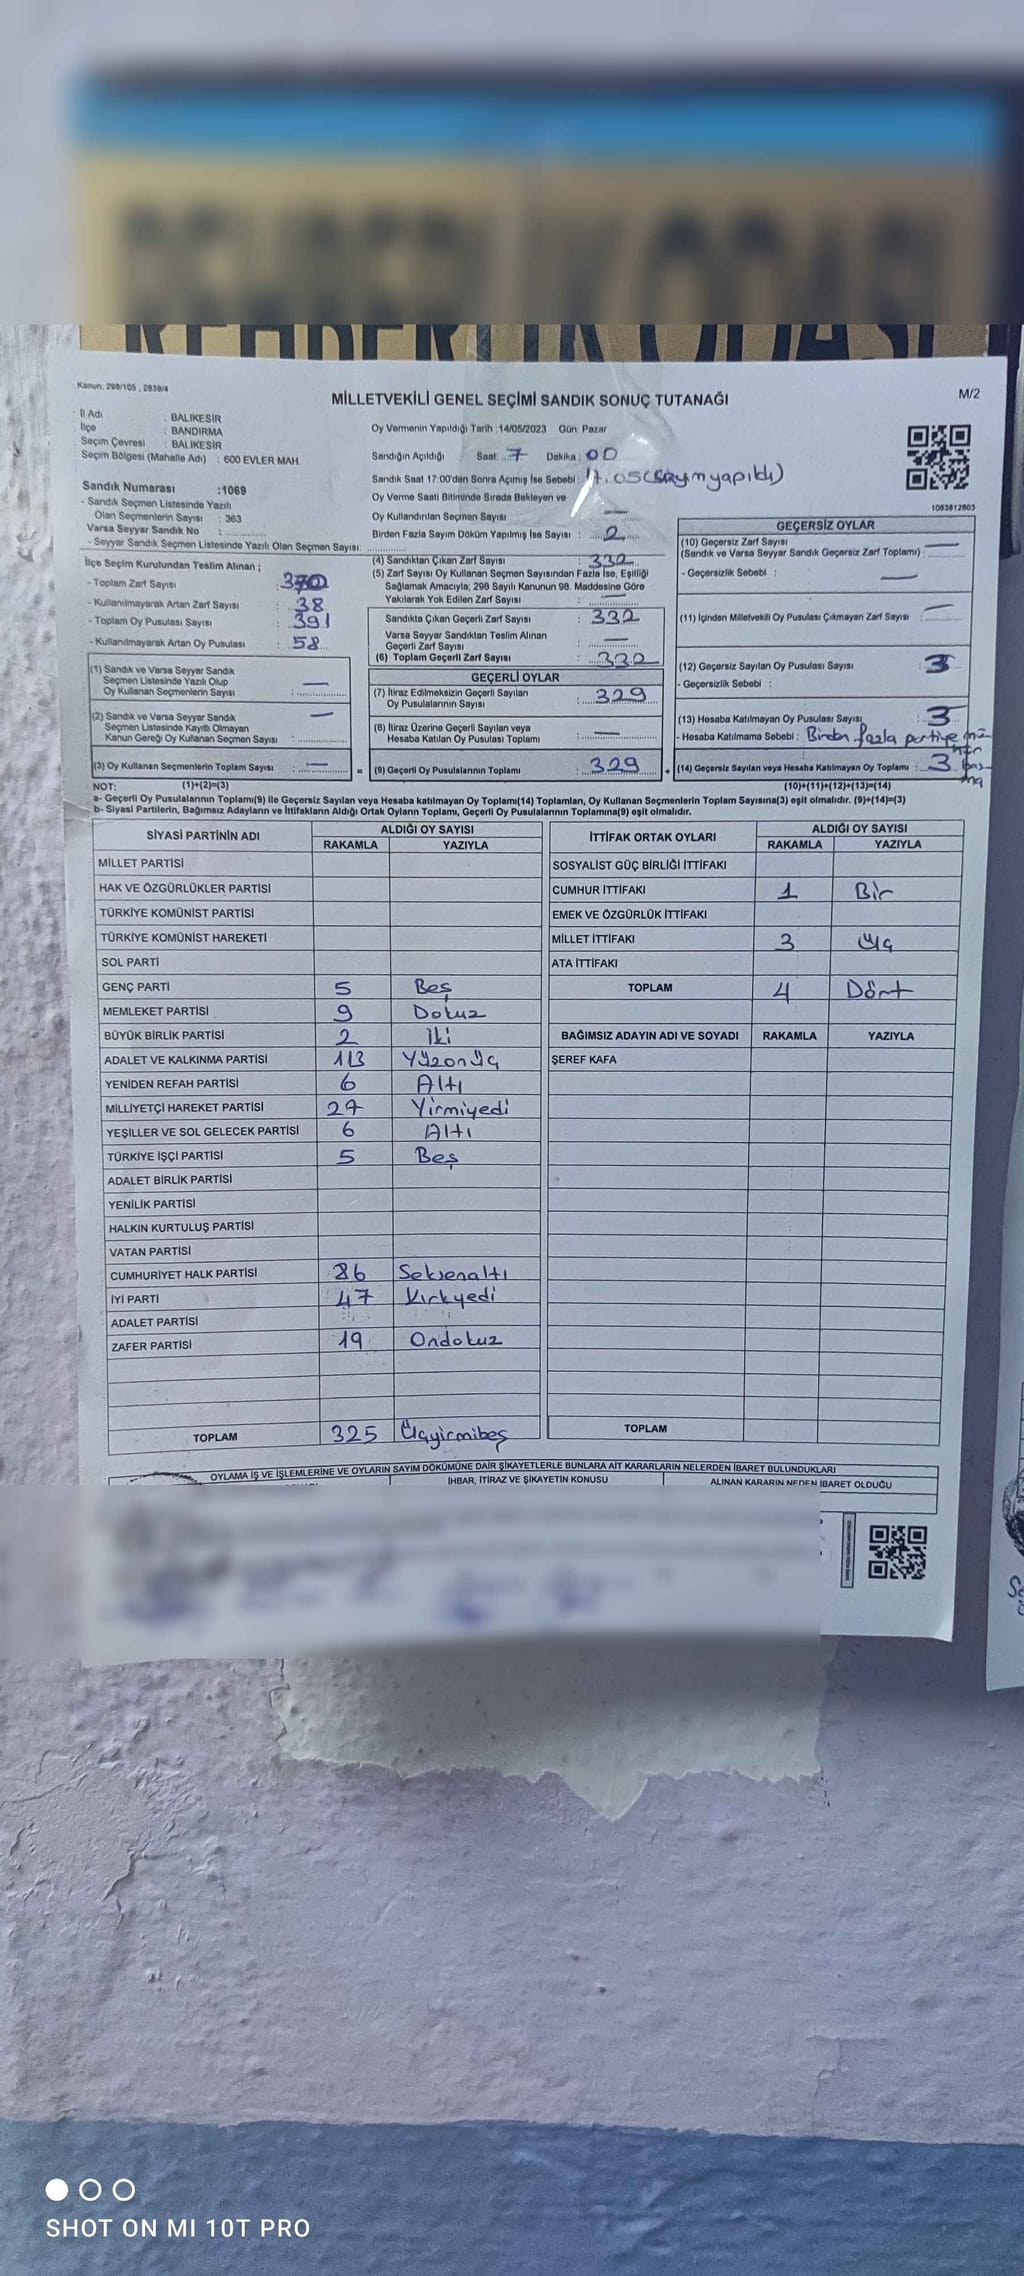 REHBERLİK ODASI
Kanun: 298/105 , 2839/4
MİLLETVEKİLİ GENEL SEÇİMİ SANDIK SONUÇ TUTANAĞI
M/2
İl Adı : BALIKESİR
İlçe : BANDIRMA
Seçim Çevresi : BALIKESİR
Seçim Bölgesi (Mahalle Adı) : 600 EVLER MAH.
Oy Vermenin Yapıldığı Tarih :14/05/2023 Gün: Pazar
Sandığın Açıldığı Saat: 7 Dakika: 00
Sandık Saat 17:00'den Sonra Açımış İse Sebebi: 17.05 (Sayım yapıldı)
Oy Verme Saati Bitiminde Sırada Bekleyen ve
Oy Kullandırılan Seçmen Sayısı : —
Birden Fazla Sayım Döküm Yapılmış İse Sayısı : 2
1083812803
Sandık Numarası :1069
- Sandık Seçmen Listesinde Yazılı
Olan Seçmenlerin Sayısı : 363
Varsa Seyyar Sandık No :
- Seyyar Sandık Seçmen Listesinde Yazılı Olan Seçmen Sayısı:
İlçe Seçim Kurulundan Teslim Alınan ;
- Toplam Zarf Sayısı : 370
- Kullanılmayarak Artan Zarf Sayısı : 38
- Toplam Oy Pusulası Sayısı : 391
- Kullanılmayarak Artan Oy Pusulası : 58
(1) Sandık ve Varsa Seyyar Sandık
Seçmen Listesinde Yazılı Olup
Oy Kullanan Seçmenlerin Sayısı : —
(2) Sandık ve Varsa Seyyar Sandık
Seçmen Listesinde Kayıtlı Olmayan
Kanun Gereği Oy Kullanan Seçmen Sayısı : —
(3) Oy Kullanan Seçmenlerin Toplam Sayısı : —
(1)+(2)=(3)
(4) Sandıktan Çıkan Zarf Sayısı : 332
(5) Zarf Sayısı Oy Kullanan Seçmen Sayısından Fazla İse, Eşitliği
Sağlamak Amacıyla; 298 Sayılı Kanunun 98. Maddesine Göre
Yakılarak Yok Edilen Zarf Sayısı : —
Sandıkta Çıkan Geçerli Zarf Sayısı : 332
Varsa Seyyar Sandıktan Teslim Alınan
Geçerli Zarf Sayısı : —
(6) Toplam Geçerli Zarf Sayısı : 332
GEÇERLİ OYLAR
(7) İtiraz Edilmeksizin Geçerli Sayılan
Oy Pusulalarının Sayısı : 329
(8) İtiraz Üzerine Geçerli Sayılan veya
Hesaba Katılan Oy Pusulası Toplamı : —
= (9) Geçerli Oy Pusulalarının Toplamı : 329 +
GEÇERSİZ OYLAR
(10) Geçersiz Zarf Sayısı
(Sandık ve Varsa Seyyar Sandık Geçersiz Zarf Toplamı) : —
- Geçersizlik Sebebi : —
(11) İçinden Milletvekili Oy Pusulası Çıkmayan Zarf Sayısı : —
(12) Geçersiz Sayılan Oy Pusulası Sayısı : 3
- Geçersizlik Sebebi :
(13) Hesaba Katılmayan Oy Pusulası Sayısı : 3
- Hesaba Katılmama Sebebi : Birden fazla partiye
(14) Geçersiz Sayılan veya Hesaba Katılmayan Oy Toplamı : 3
(10)+(11)+(12)+(13)=(14)
NOT:
a- Geçerli Oy Pusulalarının Toplamı(9) ile Geçersiz Sayılan veya Hesaba katılmayan Oy Toplamı(14) Toplamları, Oy Kullanan Seçmenlerin Toplam Sayısına(3) eşit olmalıdır. (9)+(14)=(3)
b- Siyasi Partilerin, Bağımsız Adayların ve İttifakların Aldığı Ortak Oyların Toplamı, Geçerli Oy Pusulalarının Toplamına(9) eşit olmalıdır.
SİYASİ PARTİNİN ADI ALDIĞI OY SAYISI
RAKAMLA YAZIYLA
MİLLET PARTİSİ
HAK VE ÖZGÜRLÜKLER PARTİSİ
TÜRKİYE KOMÜNİST PARTİSİ
TÜRKİYE KOMÜNİST HAREKETİ
SOL PARTİ
GENÇ PARTİ 5 Beş
MEMLEKET PARTİSİ 9 Dokuz
BÜYÜK BİRLİK PARTİSİ 2 İki
ADALET VE KALKINMA PARTİSİ 113 Yüzonüç
YENİDEN REFAH PARTİSİ 6 Altı
MİLLİYETÇİ HAREKET PARTİSİ 27 Yirmiyedi
YEŞİLLER VE SOL GELECEK PARTİSİ 6 Altı
TÜRKİYE İŞÇİ PARTİSİ 5 Beş
ADALET BİRLİK PARTİSİ
YENİLİK PARTİSİ
HALKIN KURTULUŞ PARTİSİ
VATAN PARTİSİ
CUMHURİYET HALK PARTİSİ 86 Seksenaltı
İYİ PARTİ 47 Kırkyedi
ADALET PARTİSİ
ZAFER PARTİSİ 19 Ondokuz
TOPLAM 325 Üçyirmibeş
İTTİFAK ORTAK OYLARI ALDIĞI OY SAYISI
RAKAMLA YAZIYLA
SOSYALİST GÜÇ BİRLİĞİ İTTİFAKI
CUMHUR İTTİFAKI 1 Bir
EMEK VE ÖZGÜRLÜK İTTİFAKI
MİLLET İTTİFAKI 3 Üç
ATA İTTİFAKI
TOPLAM 4 Dört
BAĞIMSIZ ADAYIN ADI VE SOYADI RAKAMLA YAZIYLA
ŞEREF KAFA
TOPLAM
OYLAMA İŞ VE İŞLEMLERİNE VE OYLARIN SAYIM DÖKÜMÜNE DAİR ŞİKAYETLERLE BUNLARA AİT KARARLARIN NELERDEN İBARET BULUNDUKLARI
İHBAR, İTİRAZ VE ŞİKAYETİN KONUSU ALINAN KARARIN NEDEN İBARET OLDUĞU
SHOT ON MI 10T PRO